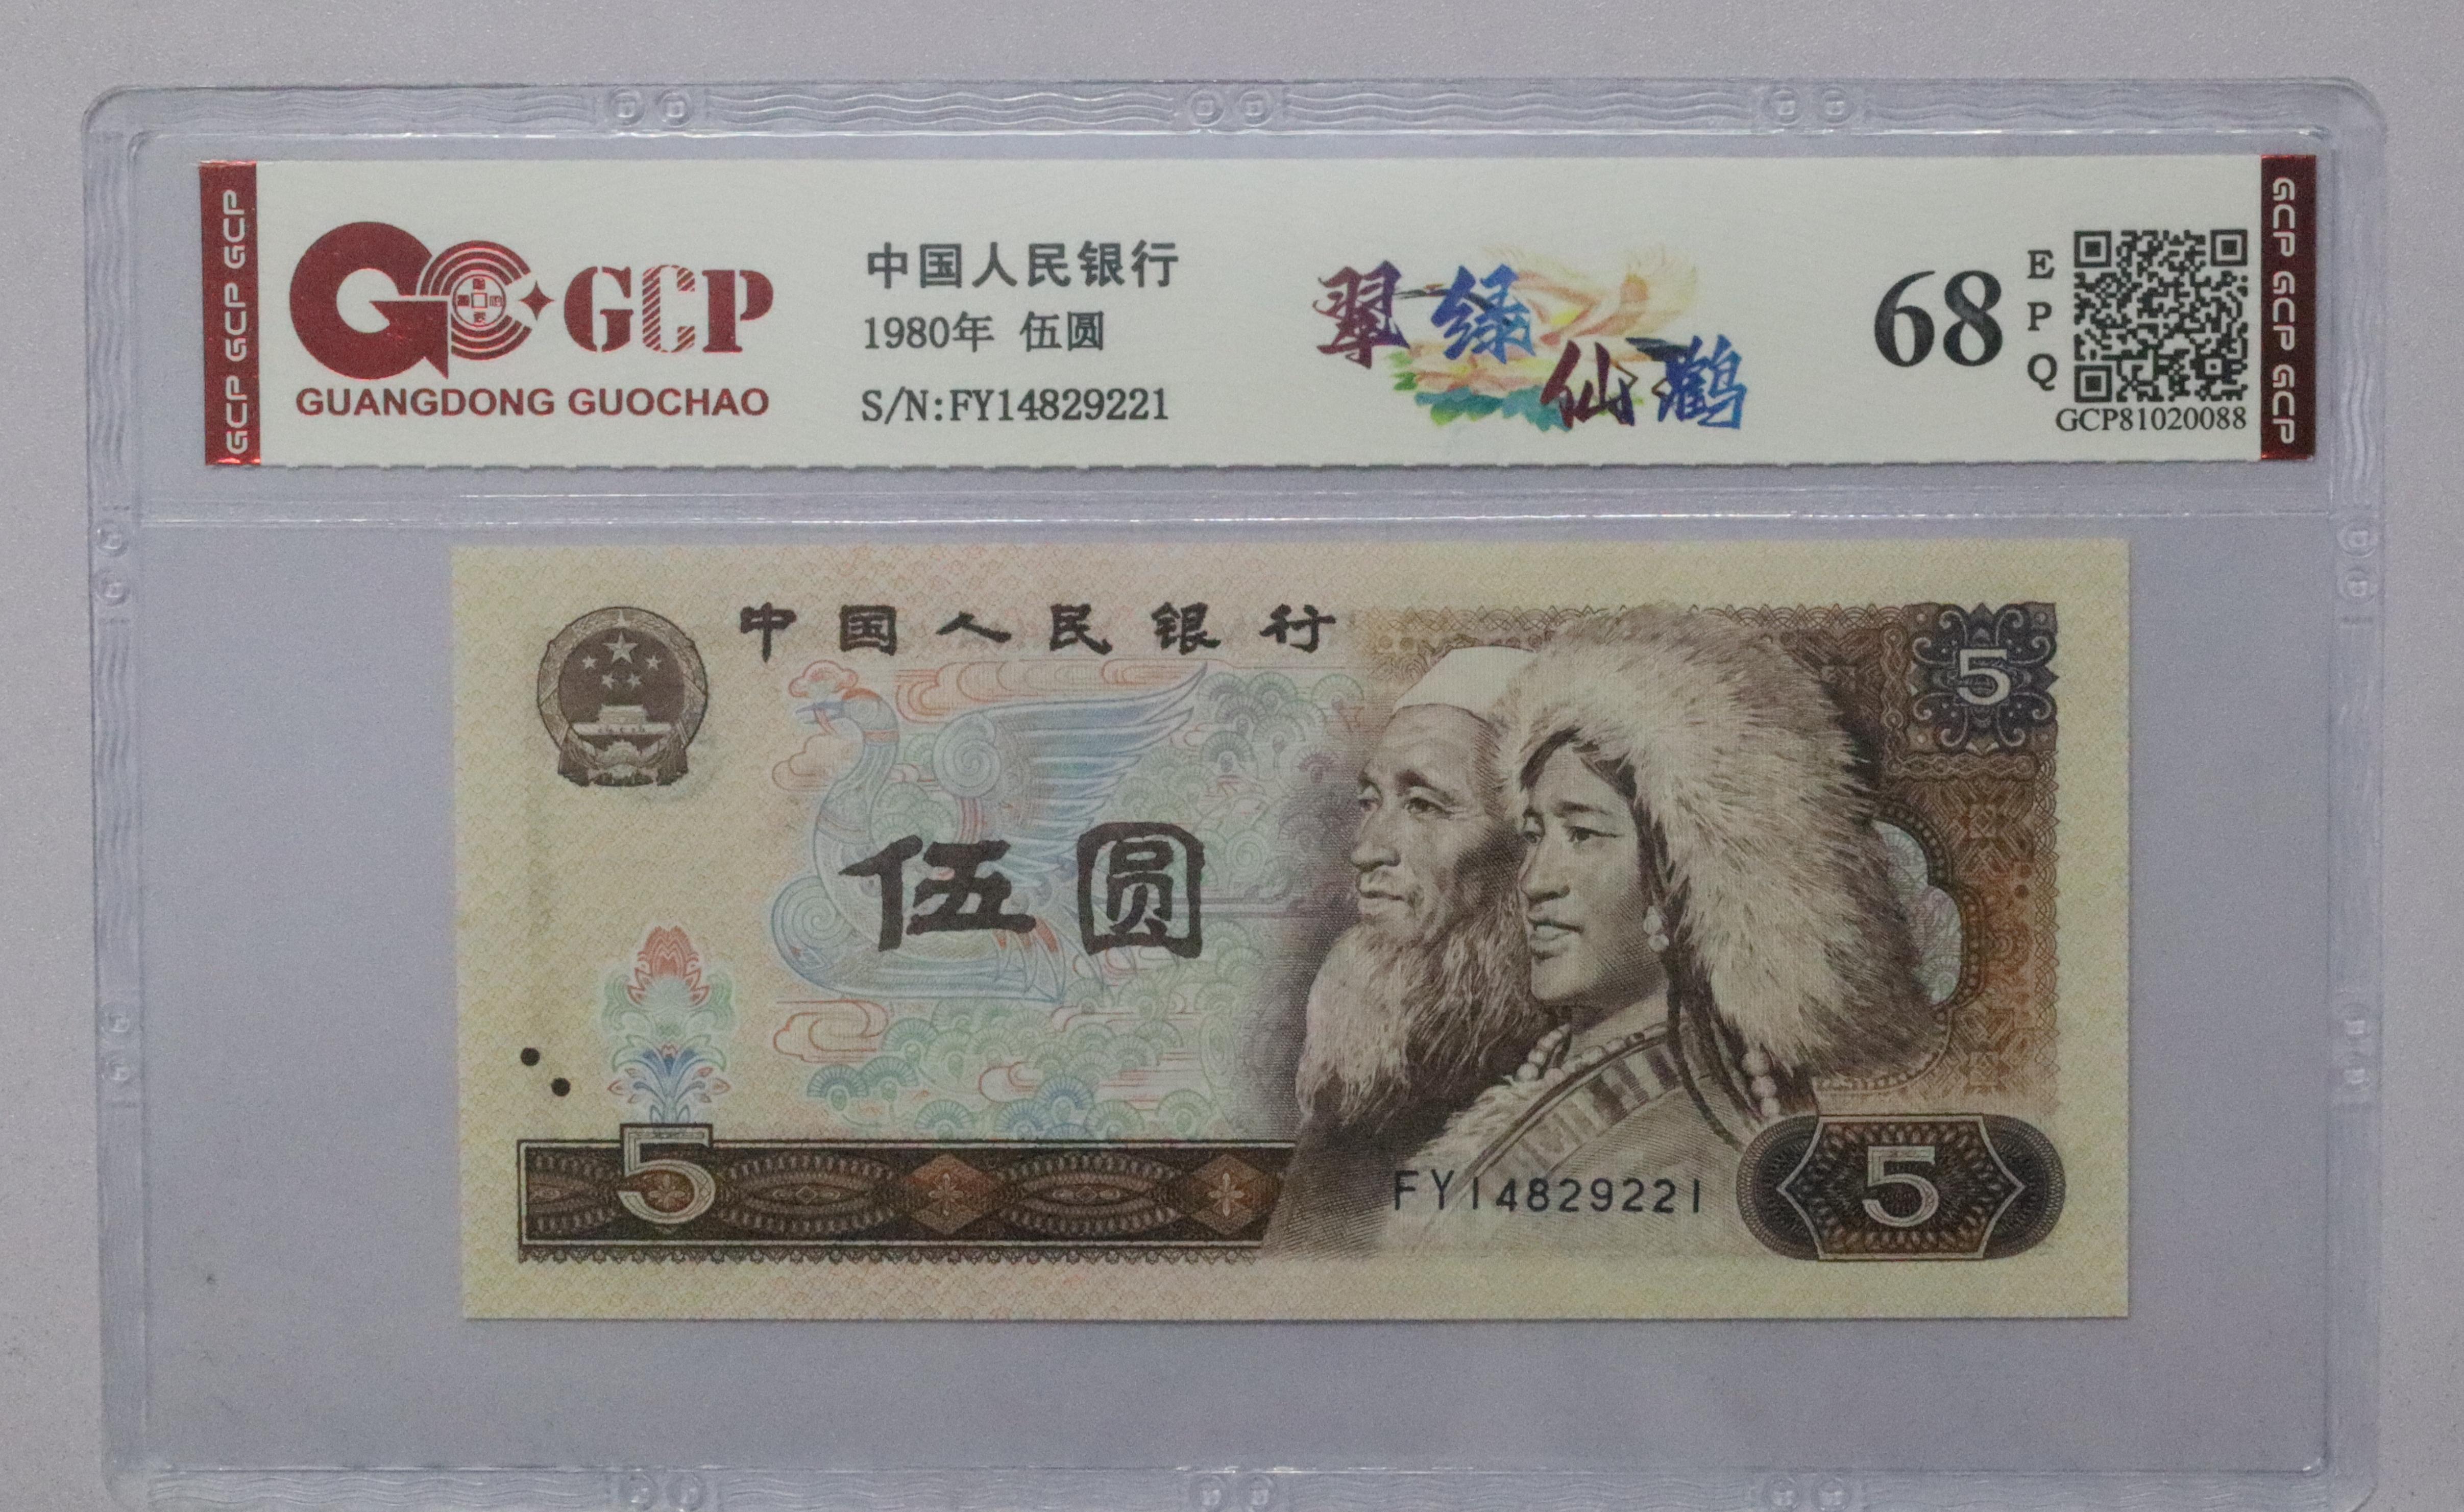 GCP GCP GCP
GCP
GUANGDONG GUOCHAO
中国人民银行
1980年 伍圆
S/N:FY14829221
翠绿
仙鹤
68
EPQ
GCP81020088
GCP GCP GCP
中国人民银行
5
伍圆
5
FY14829221
5